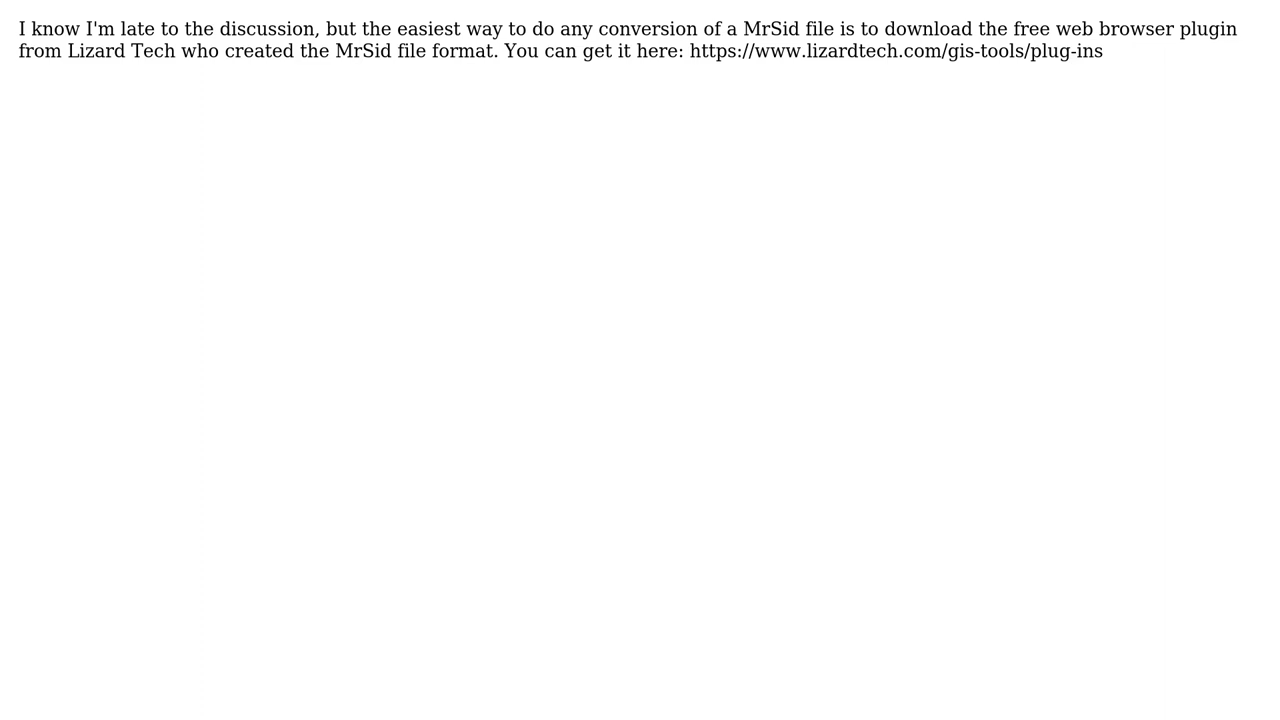 I know I'm late to the discussion, but the easiest way to do any conversion of a MrSid file is to download the free web browser plugin
from Lizard Tech who created the MrSid file format. You can get it here: https://www.lizardtech.com/gis-tools/plug-ins